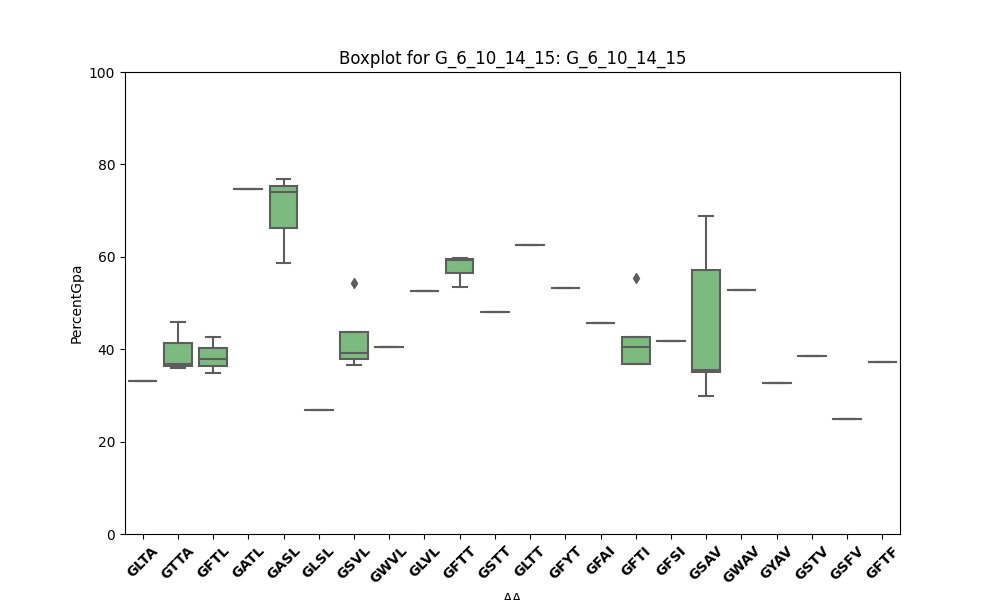 Boxplot for G_6_10_14_15: G_6_10_14_15
100
80
60
40
20
0
PercentGpa
GLTA GTTA GFTL GATL GASL GLSL GSVL GWVL GLVL GFTT GSTT GLTT GFYT GFAI GFTI GFSI GSAV GWAV GYAV GSTV GSFV GFTF
AA